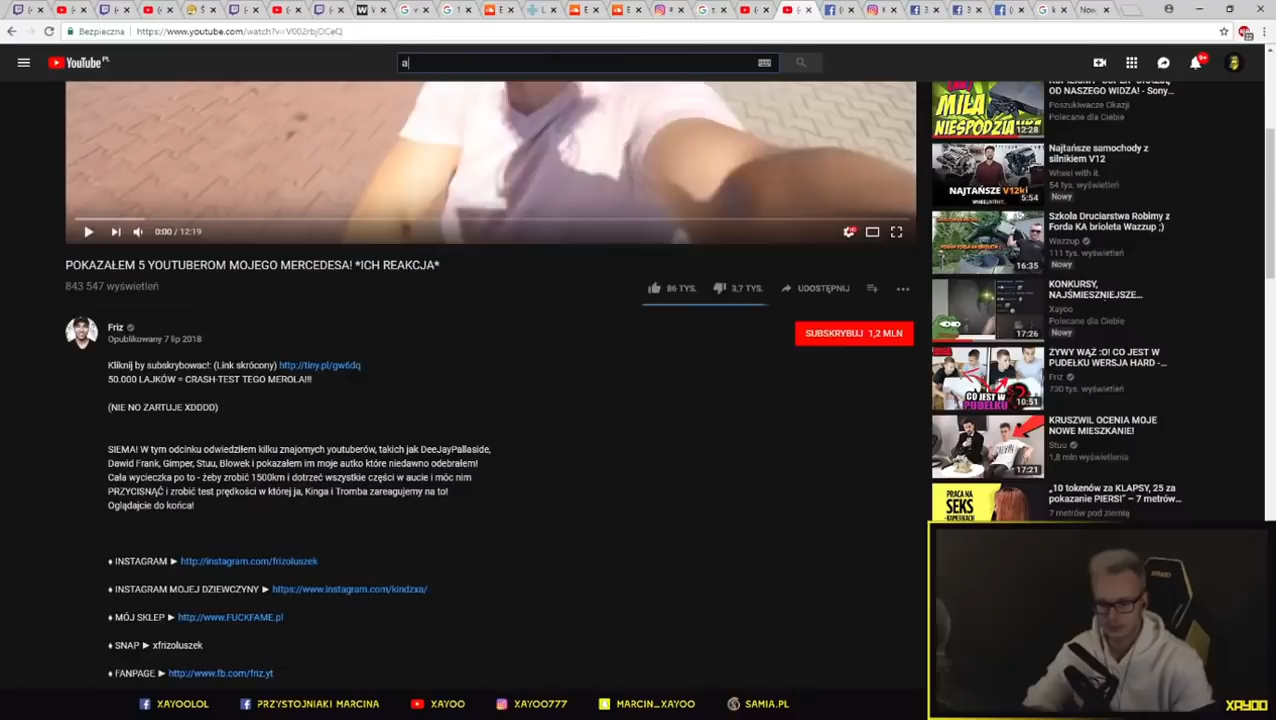 Bezpieczna
https://www.youtube.com/watch?v=V002rbjQCeQ
YouTube PL
a
9+
MIŁA
NIESPODZIANKA
12:28
OD NASZEGO WIDZA! - Sony...
Poszukiwacze Okazji
Polecane dla Ciebie
NAJTAŃSZE V12KI
WHEELWITHIT.
5:54
Najtańsze samochody z
silnikiem V12
Wheel with it.
54 tys. wyświetleń
Nowy
16:35
Szkoła Druciarstwa Robimy z
Forda KA brioleta Wazzup ;)
Wazzup
111 tys. wyświetleń
Nowy
17:26
KONKURSY,
NAJŚMIESZNIEJSZE...
Xayoo
Polecane dla Ciebie
Nowy
CO JEST W
PUDEŁKU
10:51
ŻYWY WĄŻ :O! CO JEST W
PUDEŁKU WERSJA HARD -...
Friz
730 tys. wyświetleń
17:21
KRUSZWIL OCENIA MOJE
NOWE MIESZKANIE!
Stuu
1,8 mln wyświetleń
PRACA NA
SEKS
„10 tokenów za KLAPSY, 25 za
pokazanie PIERSI” – 7 metrów...
7 metrów pod ziemią
0:00 / 12:19
POKAZAŁEM 5 YOUTUBEROM MOJEGO MERCEDESA! *ICH REAKCJA*
843 547 wyświetleń
86 TYS.
3,7 TYS.
UDOSTĘPNIJ
Friz
Opublikowany 7 lip 2018
SUBSKRYBUJ 1,2 MLN
Kliknij by subskrybować!: (Link skrócony) http://tiny.pl/gw6dq
50.000 LAJKÓW = CRASH-TEST TEGO MEROLA!!!
(NIE NO ZARTUJE XDDDD)
SIEMA! W tym odcinku odwiedziłem kilku znajomych youtuberów, takich jak DeeJayPallaside,
Dawid Frank, Gimper, Stuu, Blowek i pokazałem im moje autko które niedawno odebrałem!
Cała wycieczka po to - żeby zrobić 1500km i dotrzeć wszystkie części w aucie i móc nim
PRZYCISNĄĆ i zrobić test prędkości w której ja, Kinga i Tromba zareagujemy na to!
Oglądajcie do końca!
♦ INSTAGRAM ► http://instagram.com/frizoluszek
♦ INSTAGRAM MOJEJ DZIEWCZYNY ► https://www.instagram.com/kindzxa/
♦ MÓJ SKLEP ► http://www.FUCKFAME.pl
♦ SNAP ► xfrizoluszek
♦ FANPAGE ► http://www.fb.com/friz.yt
XAYOOLOL
PRZYSTOJNIAKI MARCINA
XAYOO
XAYOO777
MARCIN_XAYOO
SAMIA.PL
XAYOO